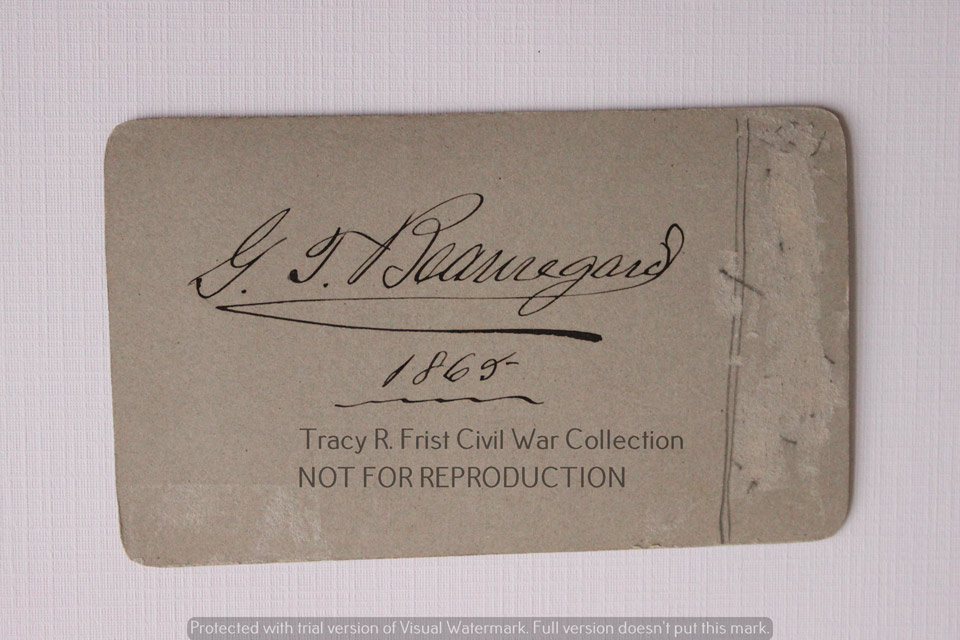 G. T. Beauregard
1865
Tracy R. Frist Civil War Collection
NOT FOR REPRODUCTION
Protected with trial version of Visual Watermark. Full version doesn't put this mark.